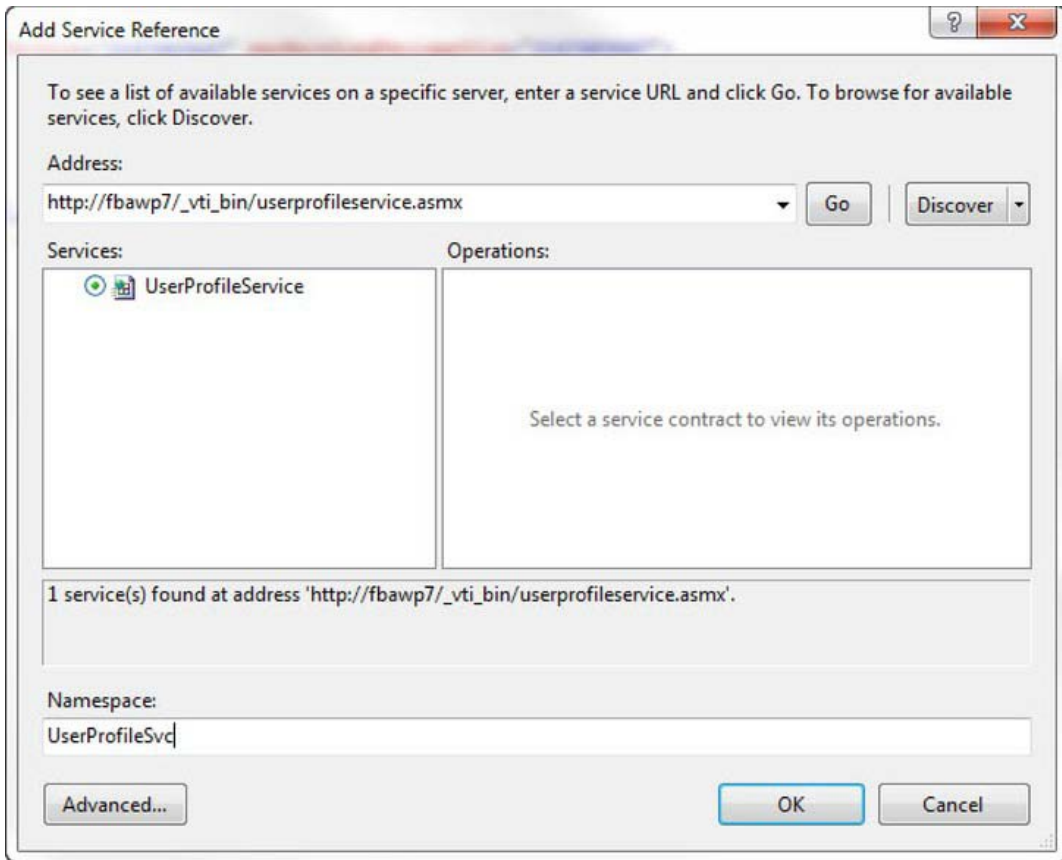 Add Service Reference
To see a list of available services on a specific server, enter a service URL and click Go. To browse for available
services, click Discover.
Address:
http://fbawp7/_vti_bin/userprofileservice.asmx
Go
Discover
Services:
Operations:
UserProfileService
Select a service contract to view its operations.
1 service(s) found at address 'http://fbawp7/_vti_bin/userprofileservice.asmx'.
Namespace:
UserProfileSvc
Advanced...
OK
Cancel